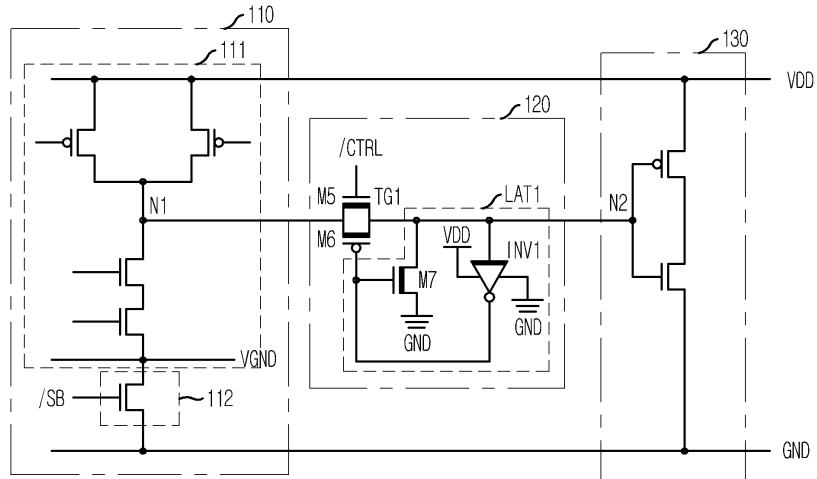 110
111
130
VDD
120
/CTRL
M5
TG1
LAT1
N1
N2
M6
VDD
INV1
M7
GND
GND
VGND
/SB
112
GND